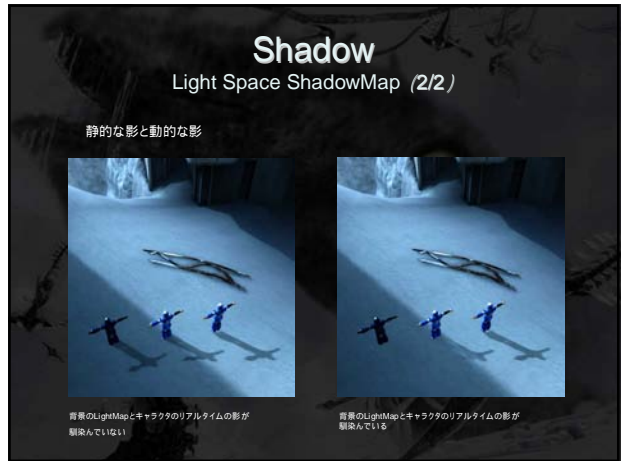 Shadow
Light Space ShadowMap (2/2)
静的な影と動的な影
背景のLightMapとキャラクタのリアルタイムの影が
馴染んでいない
背景のLightMapとキャラクタのリアルタイムの影が
馴染んでいる